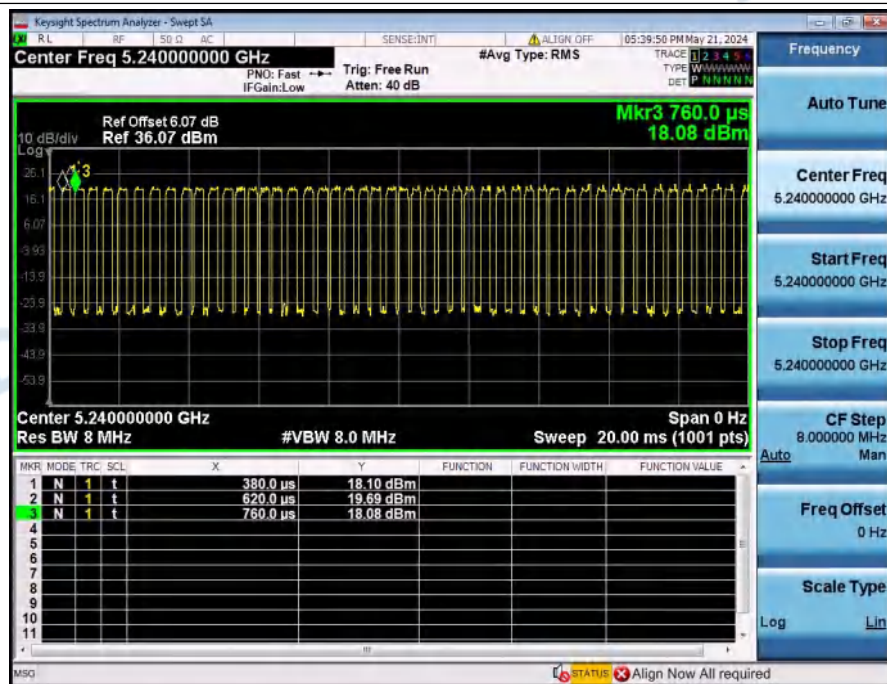 Keysight Spectrum Analyzer - Swept SA
RL RF 50 Ω AC SENSE:INT ALIGN OFF 05:39:50 PM May 21, 2024
Center Freq 5.240000000 GHz #Avg Type: RMS TRACE 1 2 3 4 5 6
PNO: Fast Trig: Free Run TYPE WWWWWW
IFGain:Low Atten: 40 dB DET P N N N N N
Ref Offset 6.07 dB Mkr3 760.0 µs
10 dB/div Ref 36.07 dBm 18.08 dBm
Log
3
26.1
16.1
6.07
-3.93
-13.9
-23.9
-33.9
-43.9
-53.9
Center 5.240000000 GHz Span 0 Hz
Res BW 8 MHz #VBW 8.0 MHz Sweep 20.00 ms (1001 pts)
MKR MODE TRC SCL X Y FUNCTION FUNCTION WIDTH FUNCTION VALUE
1 N 1 t 380.0 µs 18.10 dBm
2 N 1 t 620.0 µs 19.69 dBm
3 N 1 t 760.0 µs 18.08 dBm
4
5
6
7
8
9
10
11
MSG STATUS Align Now All required
Frequency
Auto Tune
Center Freq
5.240000000 GHz
Start Freq
5.240000000 GHz
Stop Freq
5.240000000 GHz
CF Step
8.000000 MHz
Auto Man
Freq Offset
0 Hz
Scale Type
Log Lin